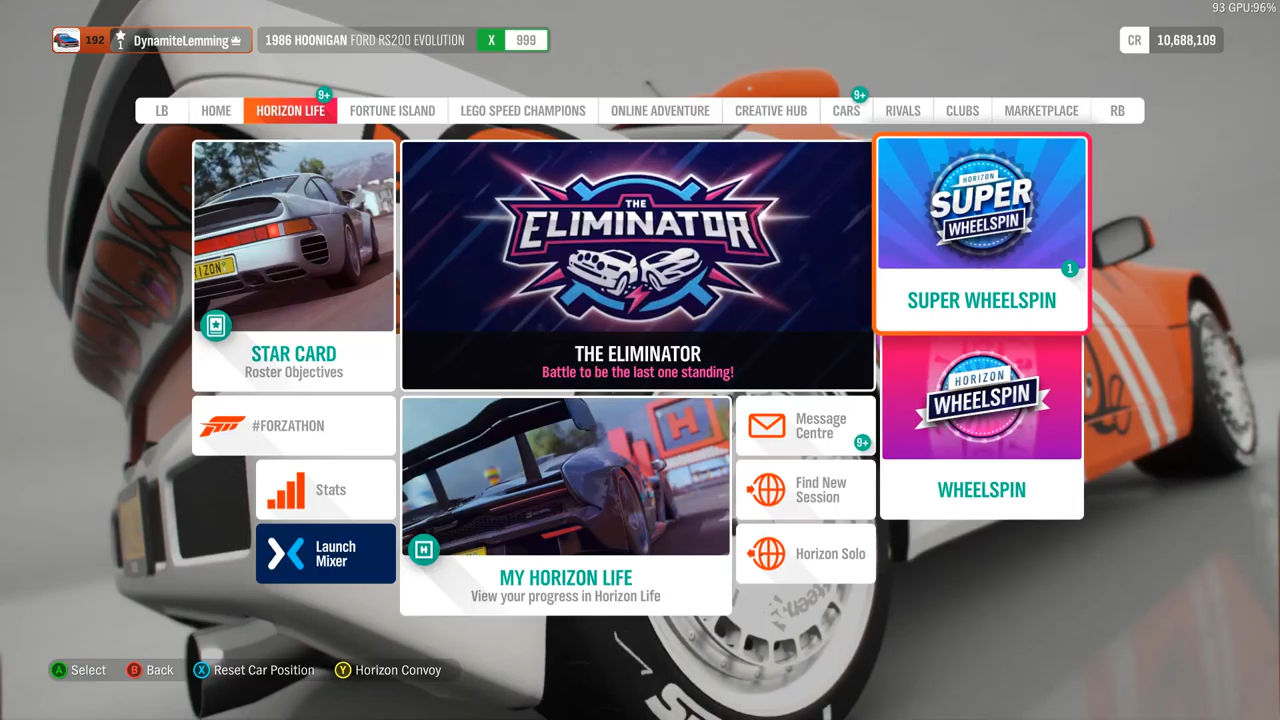 93 GPU:96%
192 1 DynamiteLemming
1986 HOONIGAN FORD RS200 EVOLUTION X 999
CR 10,688,109
9+ 9+
LB HOME HORIZON LIFE FORTUNE ISLAND LEGO SPEED CHAMPIONS ONLINE ADVENTURE CREATIVE HUB CARS RIVALS CLUBS MARKETPLACE RB
HORIZON
STAR CARD
Roster Objectives
THE
ELIMINATOR
THE ELIMINATOR
Battle to be the last one standing!
HORIZON
SUPER
WHEELSPIN
1
SUPER WHEELSPIN
HORIZON
WHEELSPIN
WHEELSPIN
#FORZATHON
Stats
Launch
Mixer
H
H
MY HORIZON LIFE
View your progress in Horizon Life
Message
Centre
9+
Find New
Session
Horizon Solo
A Select B Back X Reset Car Position Y Horizon Convoy